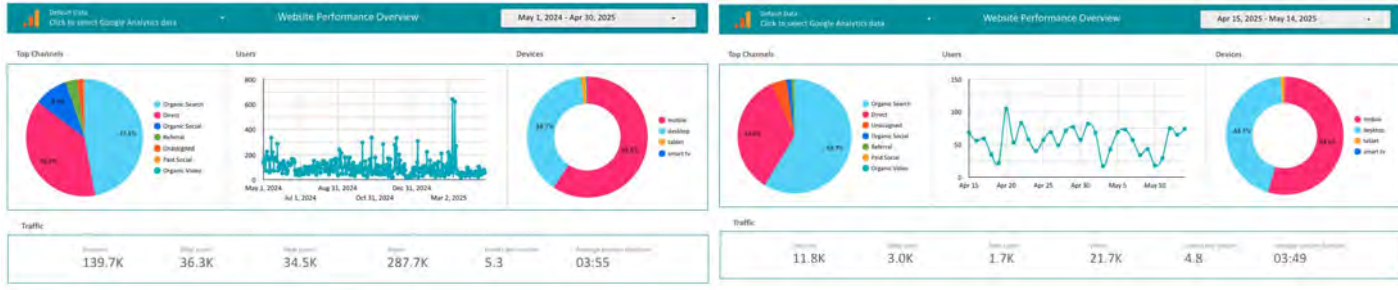 Default Data
Click to select Google Analytics data
Website Performance Overview
May 1, 2024 - Apr 30, 2025
Top Channels
Users
Devices
Organic Search
Direct
Organic Social
Referral
Unassigned
Paid Social
Organic Video
800
600
400
200
0
May 1, 2024
Jul 1, 2024
Aug 31, 2024
Oct 31, 2024
Dec 31, 2024
Mar 2, 2025
mobile
desktop
tablet
smart tv
Traffic
139.7K
36.3K
34.5K
287.7K
5.3
03:55
Default Data
Click to select Google Analytics data
Website Performance Overview
Apr 15, 2025 - May 14, 2025
Top Channels
Users
Devices
Organic Search
Direct
Unassigned
Organic Social
Referral
Paid Social
Organic Video
150
100
50
0
Apr 15
Apr 20
Apr 25
Apr 30
May 5
May 10
mobile
desktop
tablet
smart tv
Traffic
11.8K
3.0K
1.7K
21.7K
4.8
03:49